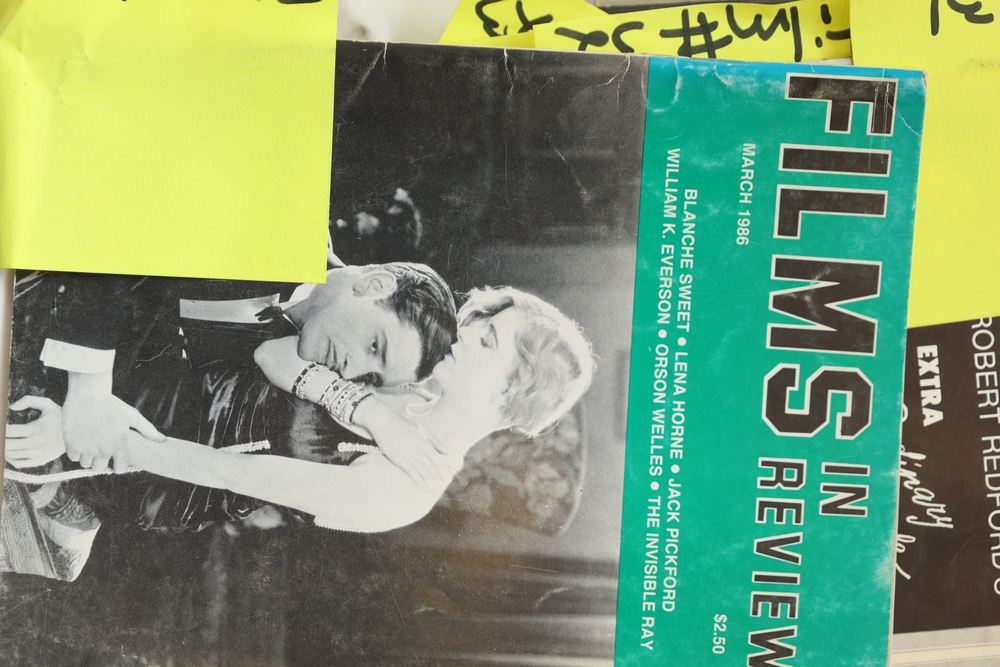 FILMS IN REVIEW
MARCH 1986
$2.50
BLANCHE SWEET • LENA HORNE • JACK PICKFORD
WILLIAM K. EVERSON • ORSON WELLES • THE INVISIBLE RAY
ROBERT REDFORD'S
EXTRA